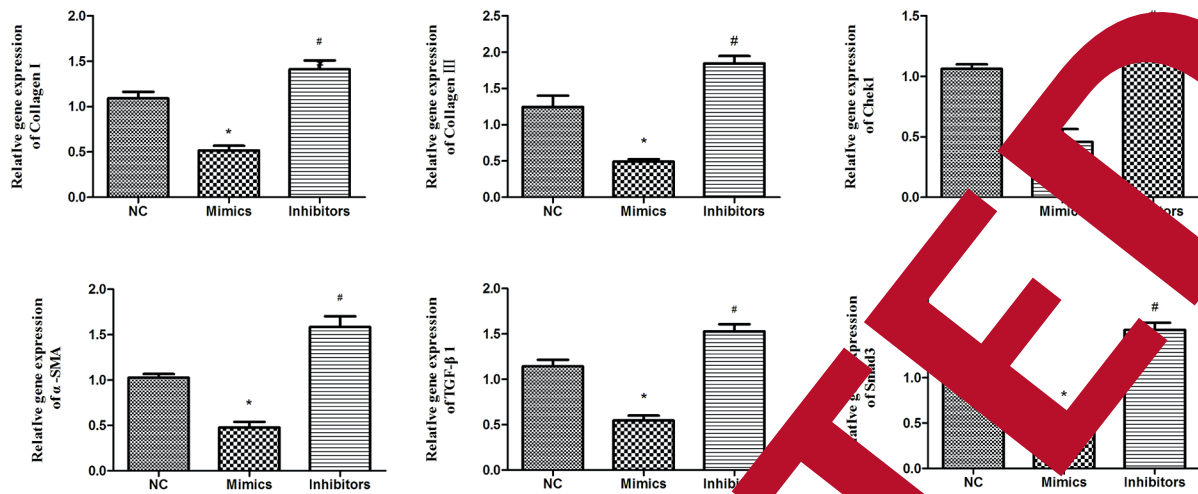 Relative gene expression
of Collagen I
2.0
1.5
1.0
0.5
0.0
*
#
NC Mimics Inhibitors
Relative gene expression
of Collagen III
2.5
2.0
1.5
1.0
0.5
0.0
*
#
NC Mimics Inhibitors
Relative gene expression
of Chek1
1.5
1.0
0.5
0.0
Relative gene expression
of α-SMA
2.0
1.5
1.0
0.5
0.0
*
#
NC Mimics Inhibitors
Relative gene expression
of TGF-β 1
2.0
1.5
1.0
0.5
0.0
*
#
NC Mimics
gene expression
of Smad3
0.0
*
#
NC Mimics Inhibitors
TER